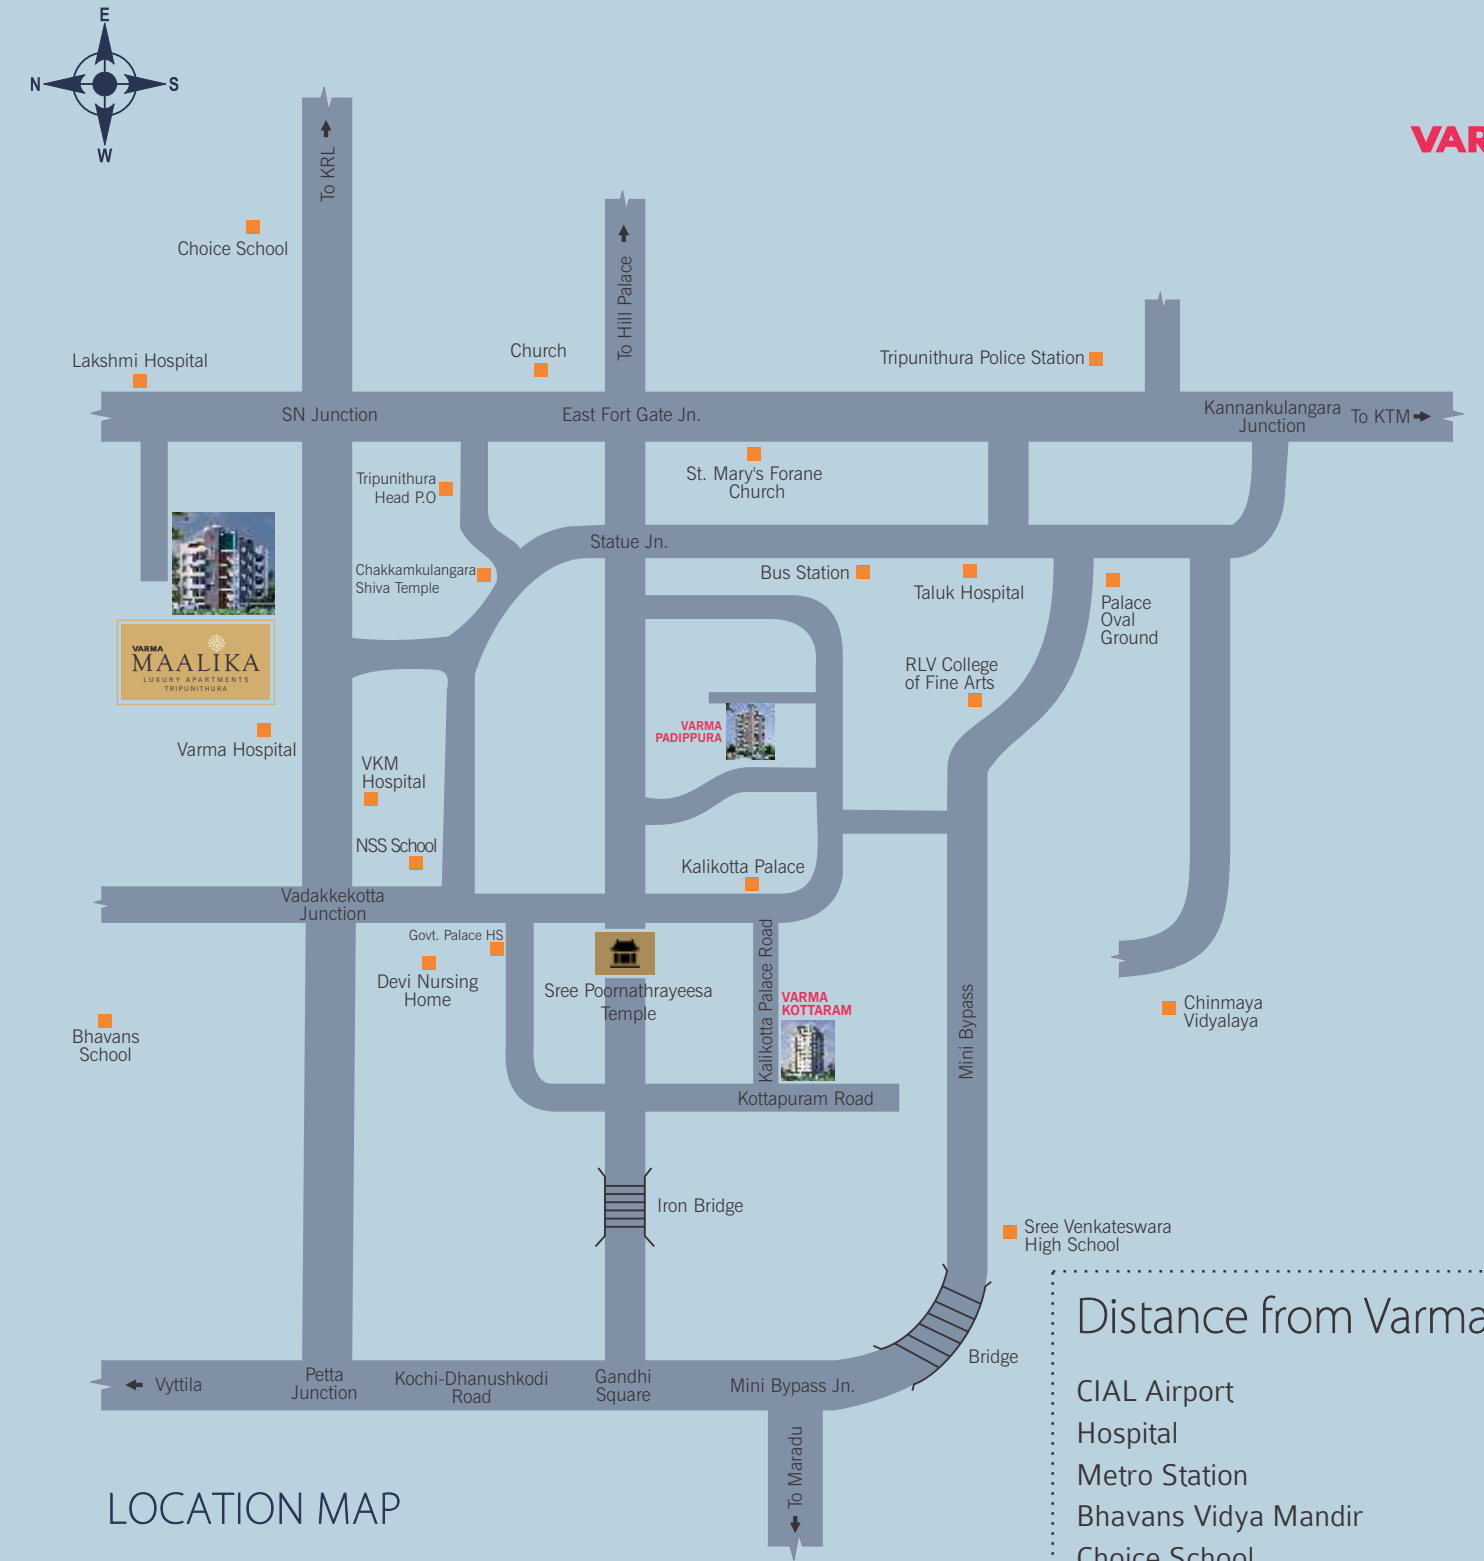 E
N
S
W
To KRL
VAR
Choice School
To Hill Palace
Church
Lakshmi Hospital
Tripunithura Police Station
SN Junction
East Fort Gate Jn.
Kannankulangara
Junction
To KTM
Tripunithura
Head P.O
St. Mary's Forane
Church
Statue Jn.
Chakkamkulangara
Shiva Temple
Bus Station
Taluk Hospital
Palace
Oval
Ground
VARMA
MAALIKA
LUXURY APARTMENTS
TRIPUNITHURA
RLV College
of Fine Arts
VARMA
PADIPPURA
Varma Hospital
VKM
Hospital
NSS School
Kalikotta Palace
Vadakkekotta
Junction
Govt. Palace HS
Devi Nursing
Home
Sree Poornathrayeesa
Temple
Kalikotta Palace Road
VARMA
KOTTARAM
Mini Bypass
Chinmaya
Vidyalaya
Bhavans
School
Kottapuram Road
Iron Bridge
Sree Venkateswara
High School
Bridge
Vyttila
Petta
Junction
Kochi-Dhanushkodi
Road
Gandhi
Square
Mini Bypass Jn.
To Maradu
LOCATION MAP
Distance from Varma
CIAL Airport
Hospital
Metro Station
Bhavans Vidya Mandir
Choice School